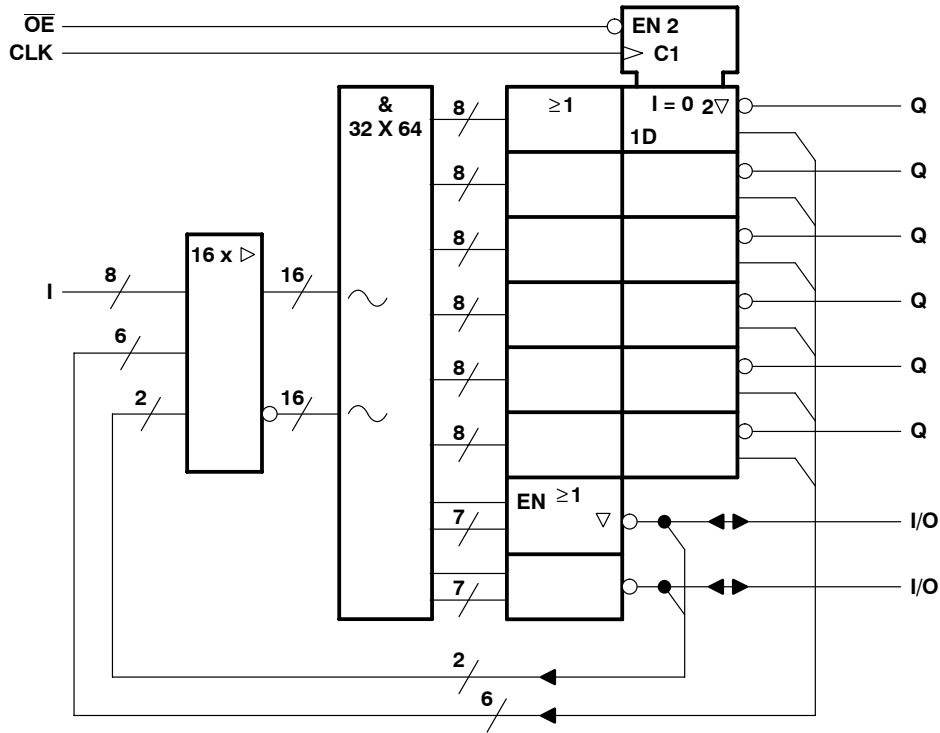 OE
EN 2
CLK
C1
&
32 X 64
8
≥1
I = 0 2▽
1D
Q
8
Q
8
Q
8
Q
8
Q
8
Q
16 x ▷
I
8
16
6
2
16
EN ≥1
▽
7
I/O
7
I/O
2
6